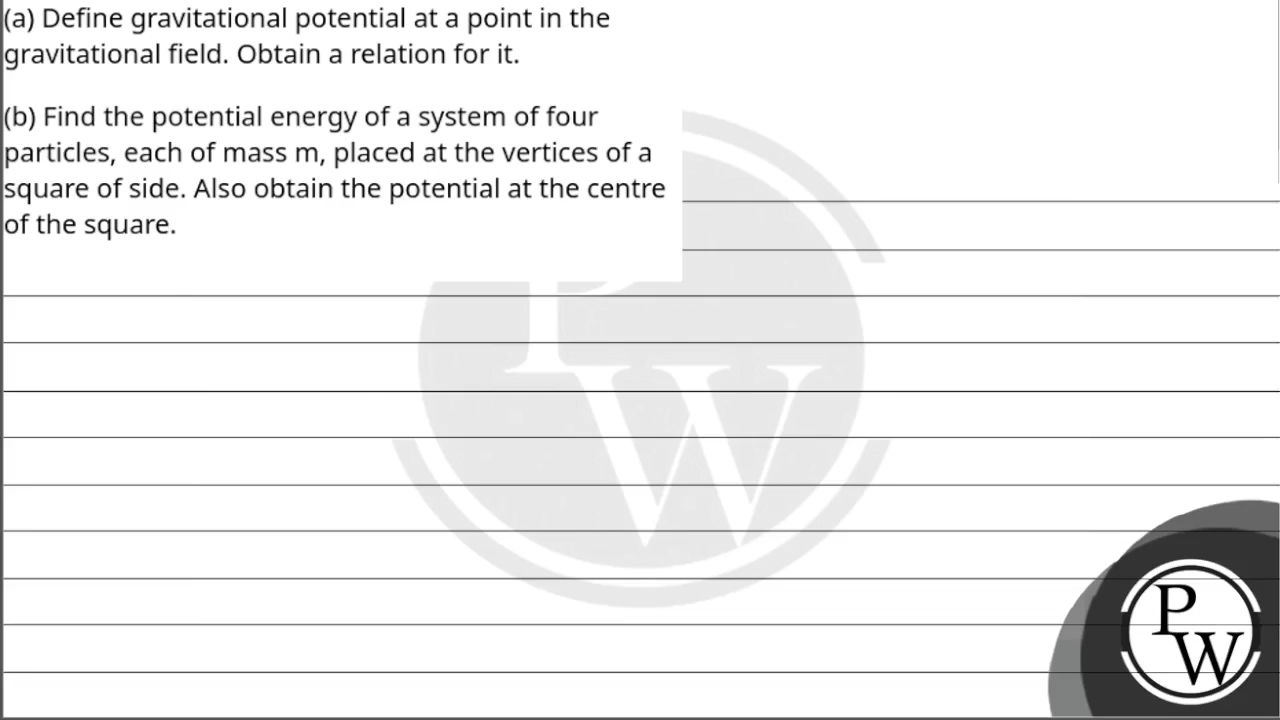 (a) Define gravitational potential at a point in the
gravitational field. Obtain a relation for it.
(b) Find the potential energy of a system of four
particles, each of mass m, placed at the vertices of a
square of side. Also obtain the potential at the centre
of the square.
P
W
P
W